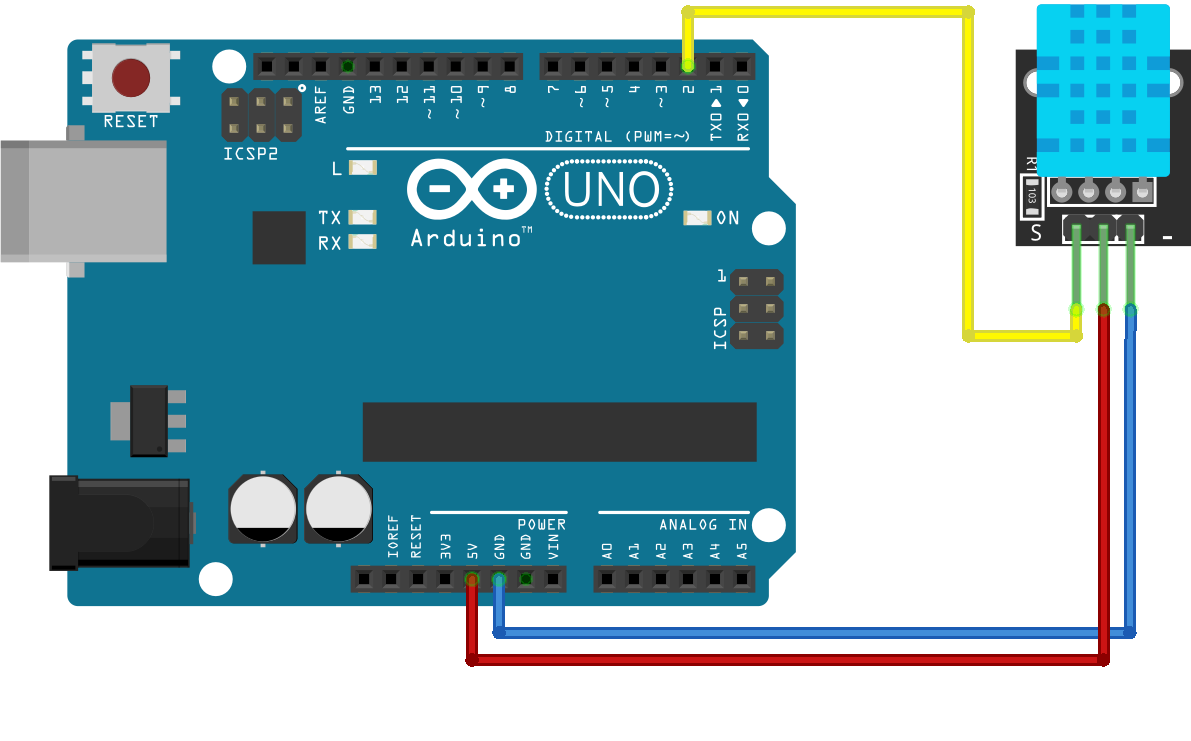 RESET
ICSP2
AREF
GND
13
12
~11
~10
~9
8
7
~6
~5
4
~3
2
TX0▶1
RX0◀0
DIGITAL (PWM=~)
L
TX
RX
UNO
ON
Arduino™
1
ICSP
R1
103
S
-
POWER
ANALOG IN
IOREF
RESET
3V3
5V
GND
GND
VIN
A0
A1
A2
A3
A4
A5